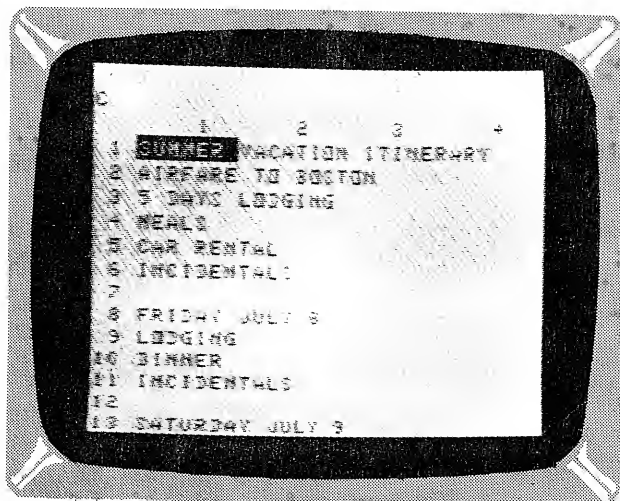 C
1 2 3 4
1 SUMMER VACATION ITINERARY
2 AIRFARE TO BOSTON
3 5 DAYS LODGING
4 MEALS
5 CAR RENTAL
6 INCIDENTALS
7
8 FRIDAY JULY 8
9 LODGING
10 DINNER
11 INCIDENTALS
12
13 SATURDAY JULY 9